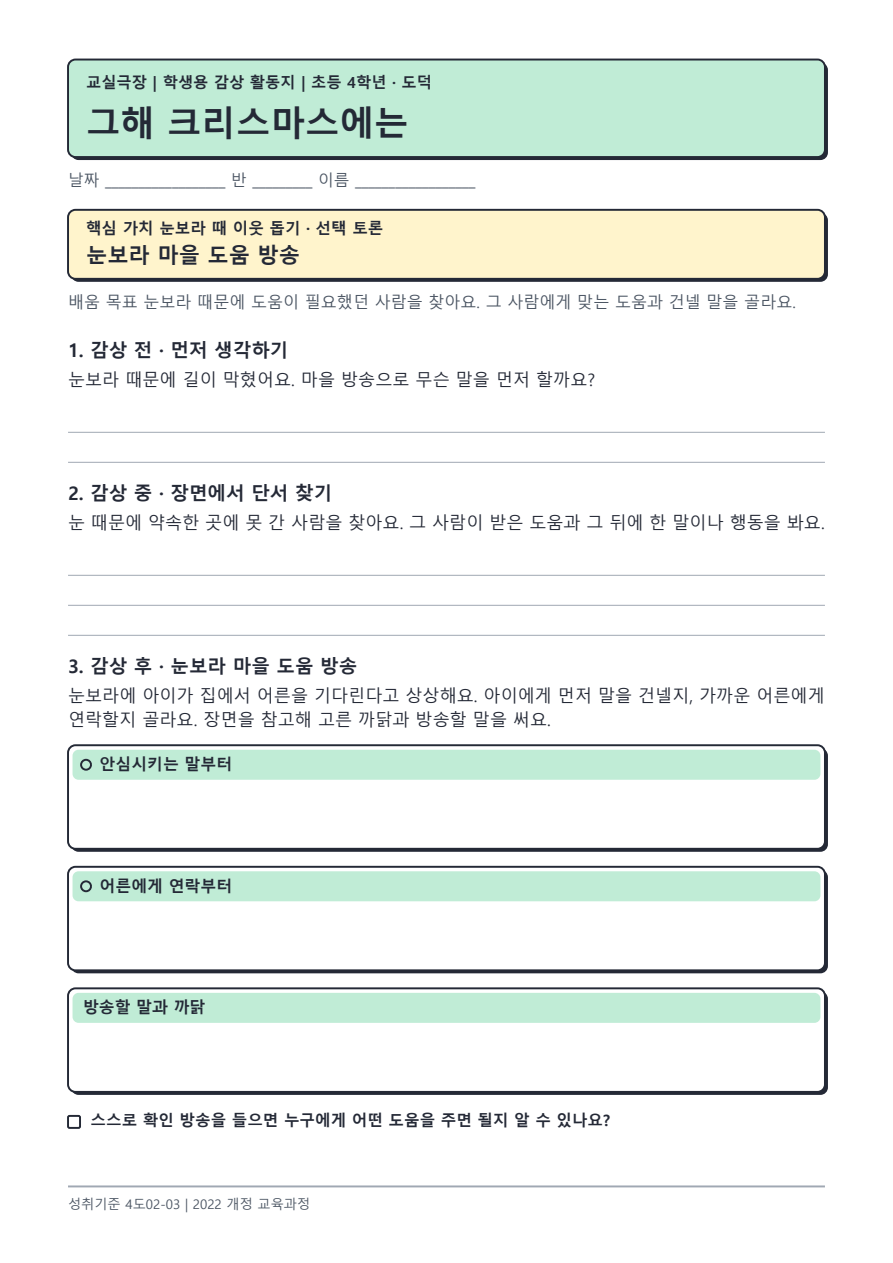 교실극장 | 학생용 감상 활동지 | 초등 4학년 · 도덕
그해 크리스마스에는
날짜 ____________ 반 ______ 이름 ____________
핵심 가치 눈보라 때 이웃 돕기 · 선택 토론
눈보라 마을 도움 방송
배움 목표 눈보라 때문에 도움이 필요했던 사람을 찾아요. 그 사람에게 맞는 도움과 건넬 말을 골라요.
1. 감상 전 · 먼저 생각하기
눈보라 때문에 길이 막혔어요. 마을 방송으로 무슨 말을 먼저 할까요?
2. 감상 중 · 장면에서 단서 찾기
눈 때문에 약속한 곳에 못 간 사람을 찾아요. 그 사람이 받은 도움과 그 뒤에 한 말이나 행동을 봐요.
3. 감상 후 · 눈보라 마을 도움 방송
눈보라에 아이가 집에서 어른을 기다린다고 상상해요. 아이에게 먼저 말을 건넬지, 가까운 어른에게
연락할지 골라요. 장면을 참고해 고른 까닭과 방송할 말을 써요.
안심시키는 말부터
어른에게 연락부터
방송할 말과 까닭
스스로 확인 방송을 들으면 누구에게 어떤 도움을 주면 될지 알 수 있나요?
성취기준 4도02-03 | 2022 개정 교육과정